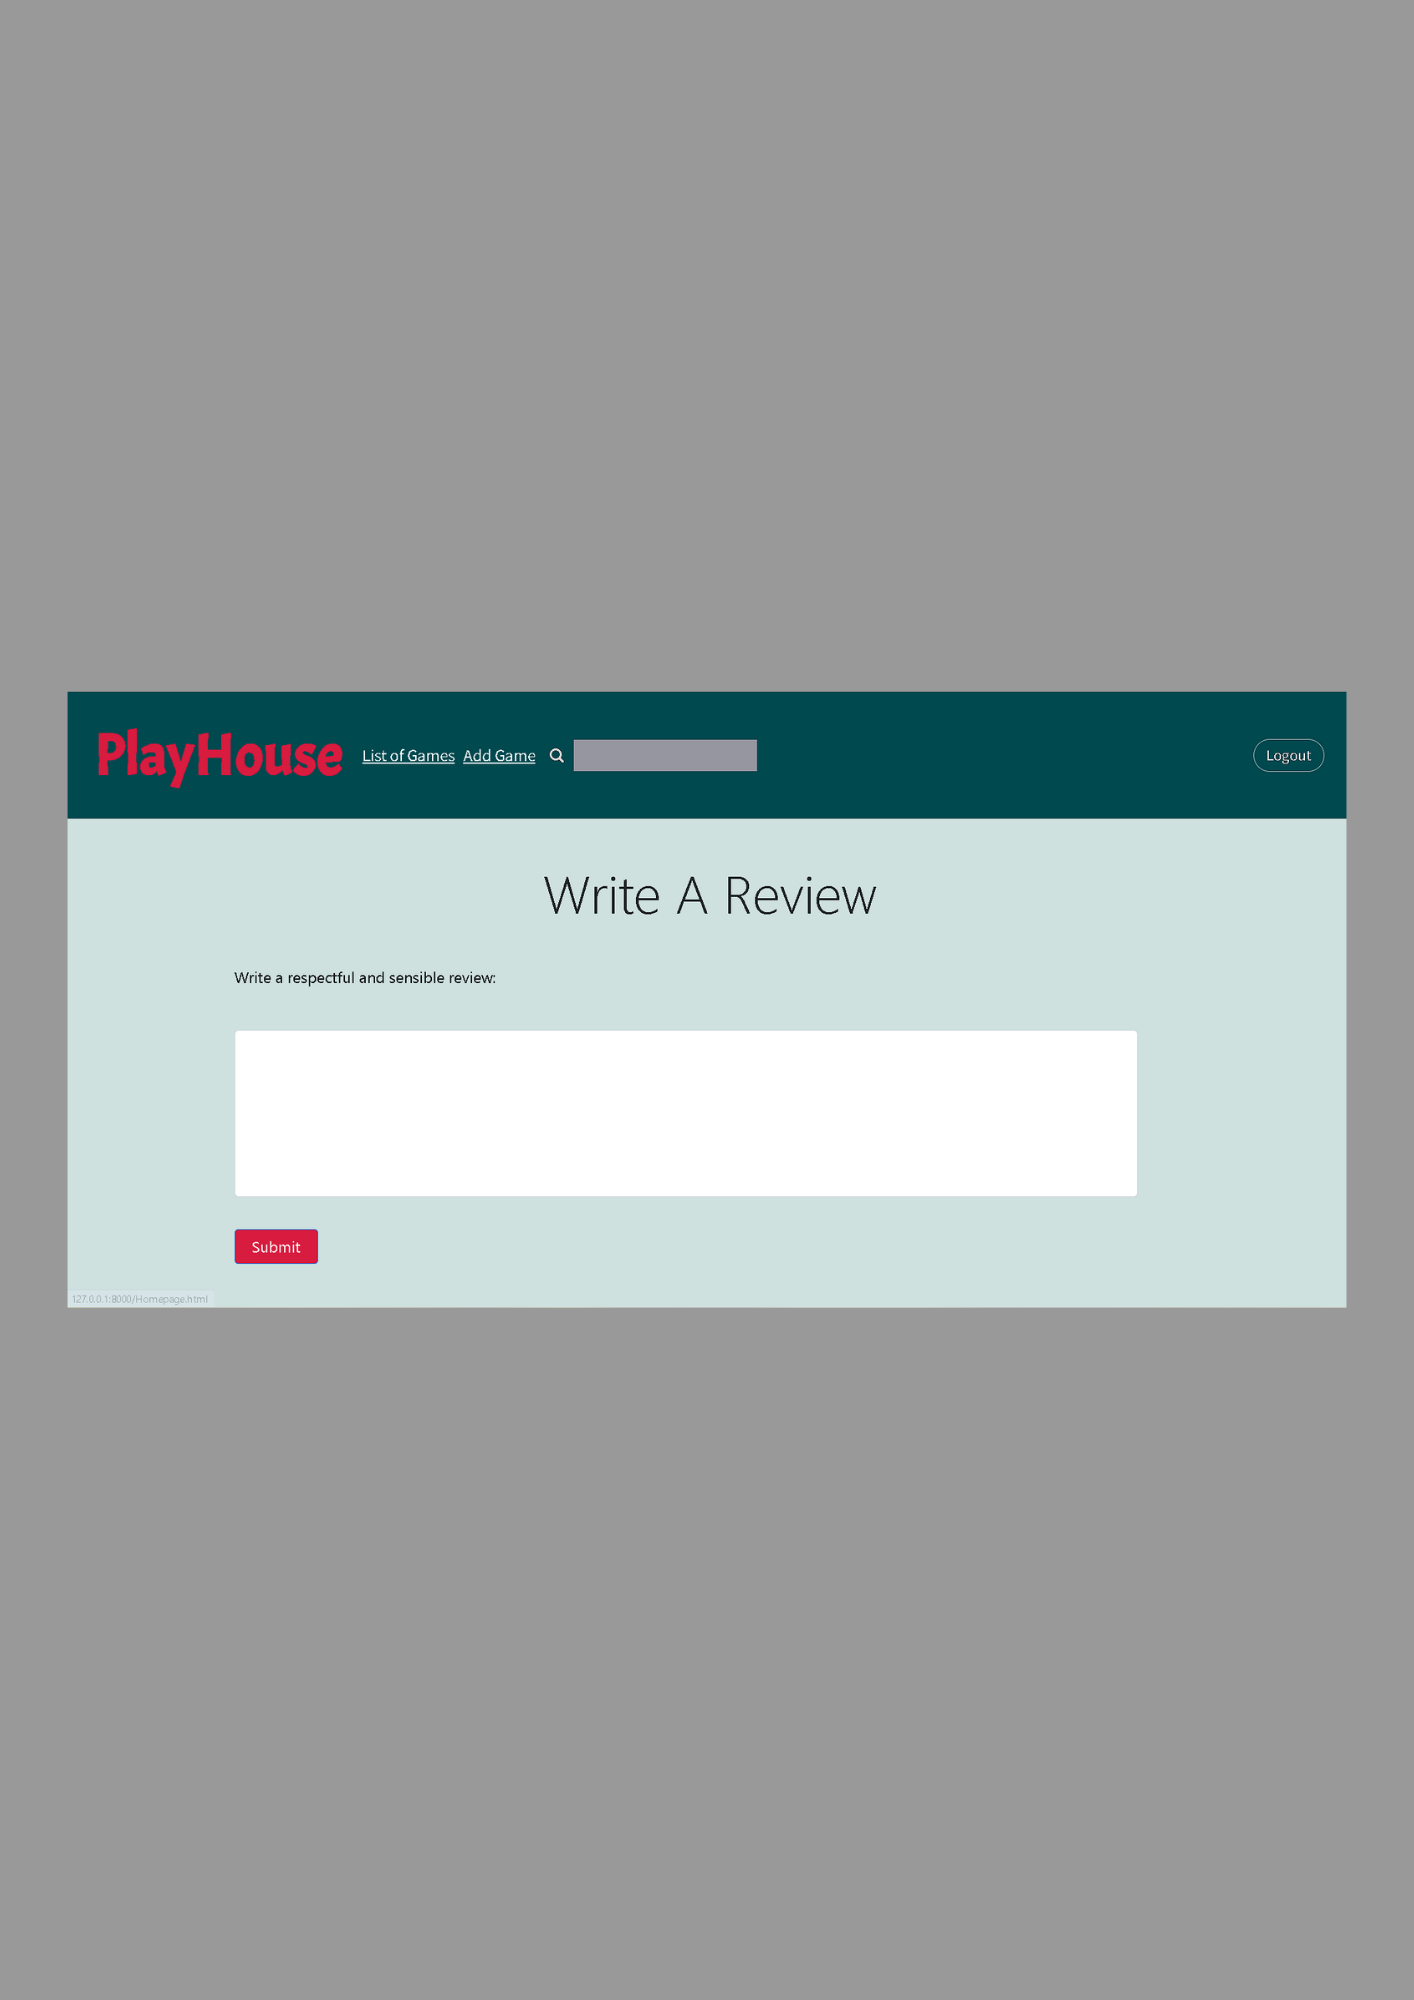 PlayHouse List of Games Add Game Logout
Write A Review
Write a respectful and sensible review:
Submit
127.0.0.1:8000/Homepage.html